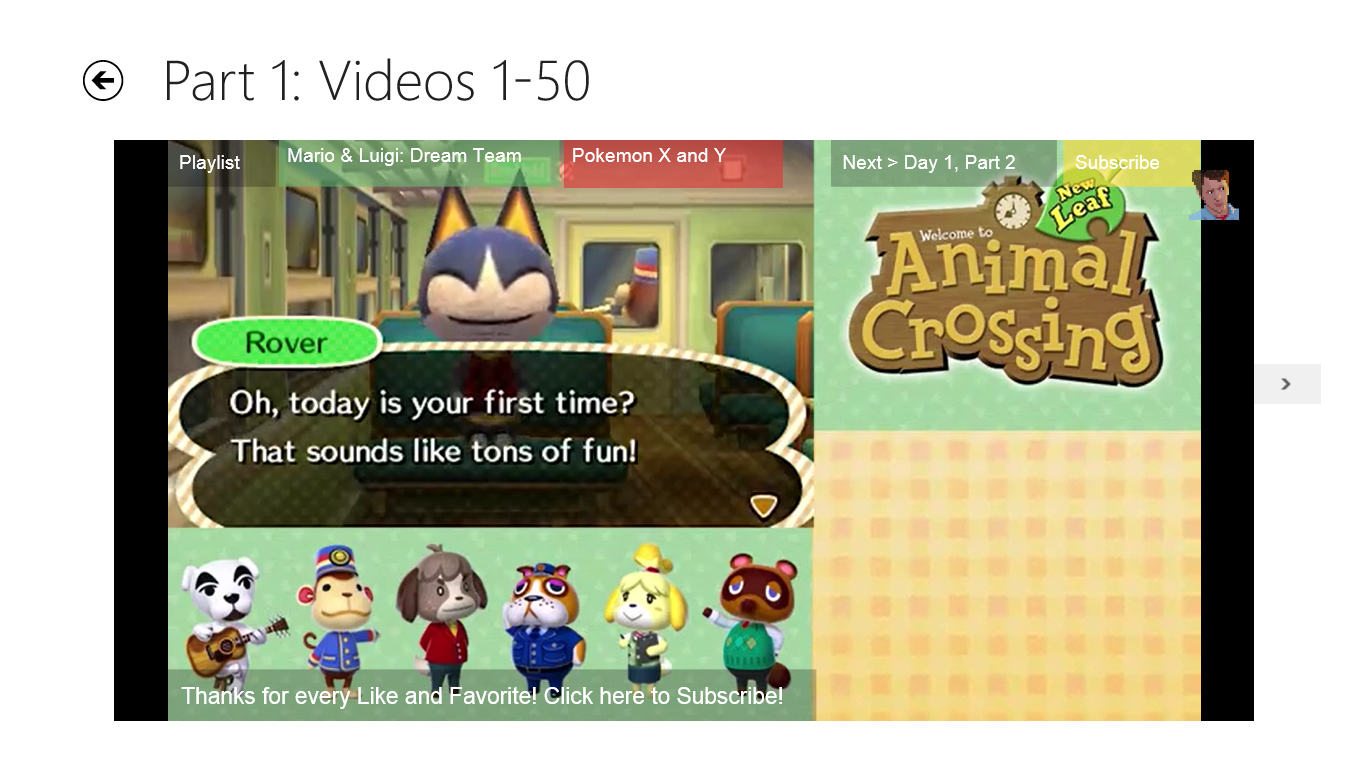 Part 1: Videos 1-50
Playlist
Mario & Luigi: Dream Team
Pokemon X and Y
Next > Day 1, Part 2
Subscribe
New
Leaf
Welcome to
Animal
Crossing
Rover
Oh, today is your first time?
That sounds like tons of fun!
Thanks for every Like and Favorite! Click here to Subscribe!